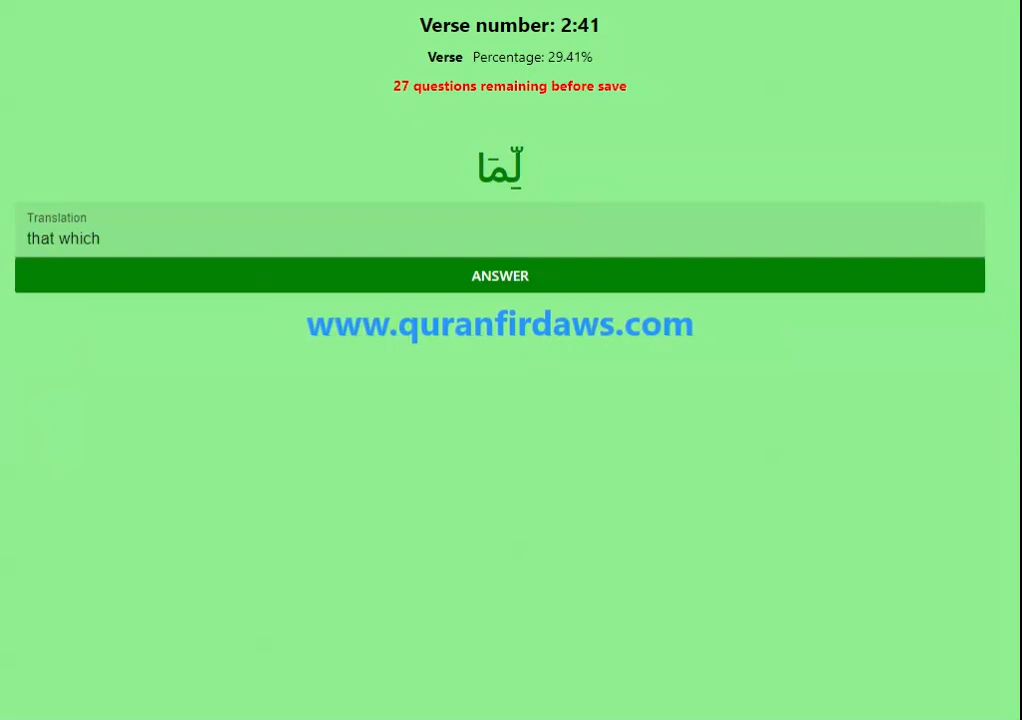 Verse number: 2:41
Verse Percentage: 29.41%
27 questions remaining before save
لِّمَا
Translation
that which
ANSWER
www.quranfirdaws.com